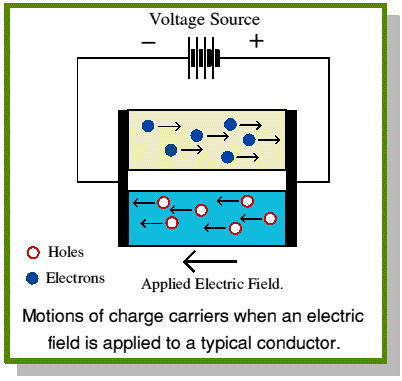 Voltage Source
− +
Holes
Electrons
Applied Electric Field.
Motions of charge carriers when an electric
field is applied to a typical conductor.